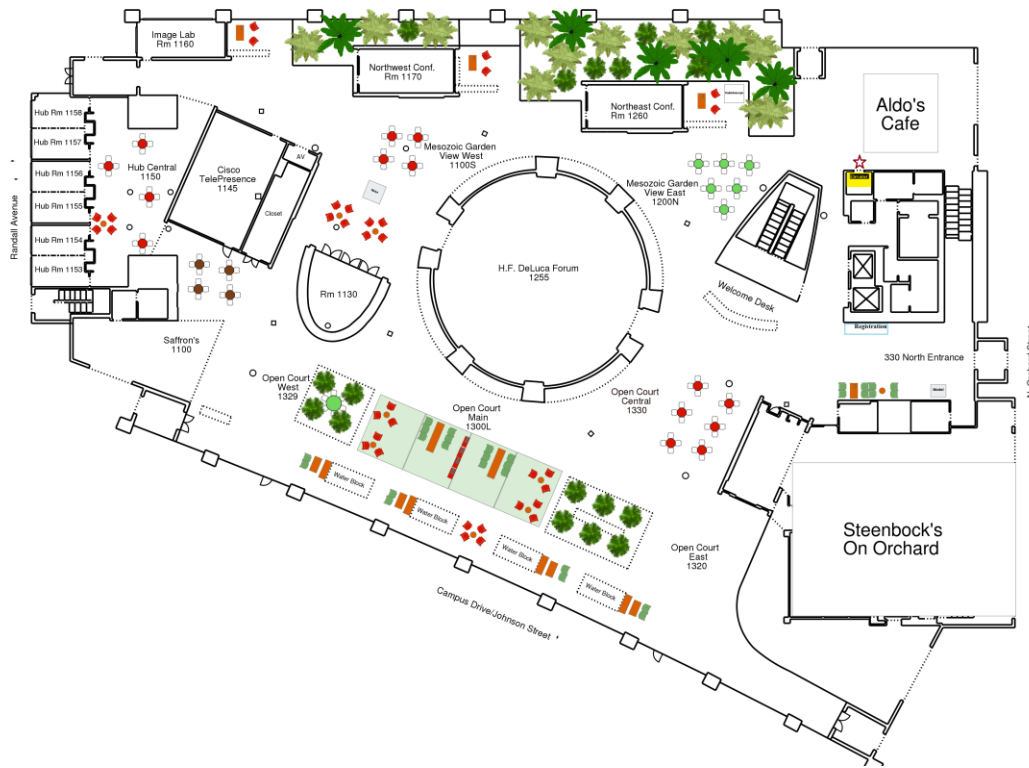 Image Lab
Rm 1160
Northwest Conf.
Rm 1170
Northeast Conf.
Rm 1260
Aldo's
Cafe
Hub Rm 1158
Hub Rm 1157
Hub Rm 1156
Hub Rm 1155
Hub Rm 1154
Hub Rm 1153
Hub Central
1150
Randall Avenue
Cisco
TelePresence
1145
AV
Closet
Mesozoic Garden
View West
1100S
Mesozoic Garden
View East
1200N
H.F. DeLuca Forum
1255
Rm 1130
Welcome Desk
Registration
330 North Entrance
Saffron's
1100
Open Court
West
1329
Open Court
Main
1300L
Open Court
Central
1330
Water Block
Water Block
Water Block
Water Block
Open Court
East
1320
Steenbock's
On Orchard
Campus Drive/Johnson Street